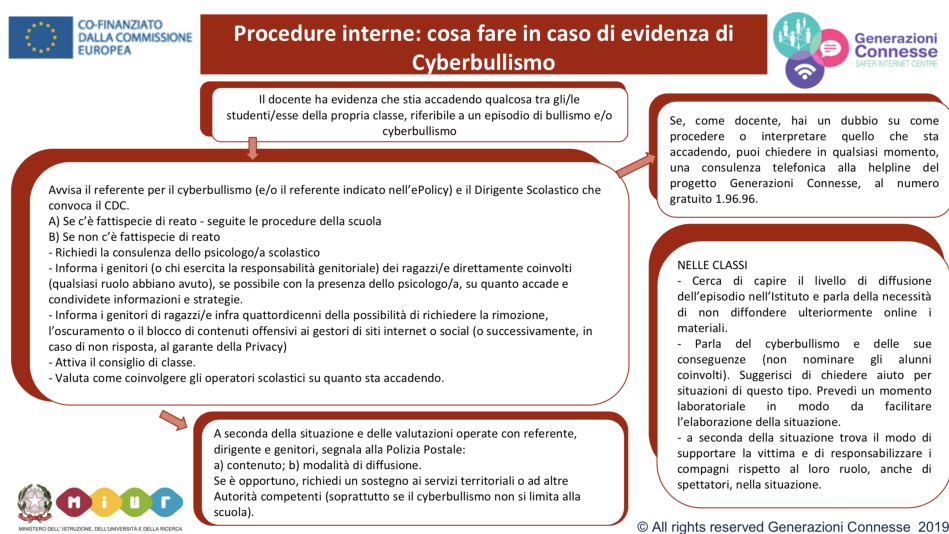 CO-FINANZIATO
DALLA COMMISSIONE
EUROPEA
Procedure interne: cosa fare in caso di evidenza di
Cyberbullismo
Generazioni
Connesse
SAFER INTERNET CENTRE
Il docente ha evidenza che stia accadendo qualcosa tra gli/le
studenti/esse della propria classe, riferibile a un episodio di bullismo e/o
cyberbullismo
Se, come docente, hai un dubbio su come
procedere o interpretare quello che sta
accadendo, puoi chiedere in qualsiasi momento,
una consulenza telefonica alla helpline del
progetto Generazioni Connesse, al numero
gratuito 1.96.96.
Avvisa il referente per il cyberbullismo (e/o il referente indicato nell'ePolicy) e il Dirigente Scolastico che
convoca il CDC.
A) Se c'è fattispecie di reato - seguite le procedure della scuola
B) Se non c'è fattispecie di reato
- Richiedi la consulenza dello psicologo/a scolastico
- Informa i genitori (o chi esercita la responsabilità genitoriale) dei ragazzi/e direttamente coinvolti
(qualsiasi ruolo abbiano avuto), se possibile con la presenza dello psicologo/a, su quanto accade e
condividete informazioni e strategie.
- Informa i genitori di ragazzi/e infra quattordicenni della possibilità di richiedere la rimozione,
l'oscuramento o il blocco di contenuti offensivi ai gestori di siti internet o social (o successivamente, in
caso di non risposta, al garante della Privacy)
- Attiva il consiglio di classe.
- Valuta come coinvolgere gli operatori scolastici su quanto sta accadendo.
NELLE CLASSI
- Cerca di capire il livello di diffusione
dell'episodio nell'Istituto e parla della necessità
di non diffondere ulteriormente online i
materiali.
- Parla del cyberbullismo e delle sue
conseguenze (non nominare gli alunni
coinvolti). Suggerisci di chiedere aiuto per
situazioni di questo tipo. Prevedi un momento
laboratoriale in modo da facilitare
l'elaborazione della situazione.
- a seconda della situazione trova il modo di
supportare la vittima e di responsabilizzare i
compagni rispetto al loro ruolo, anche di
spettatori, nella situazione.
A seconda della situazione e delle valutazioni operate con referente,
dirigente e genitori, segnala alla Polizia Postale:
a) contenuto; b) modalità di diffusione.
Se è opportuno, richiedi un sostegno ai servizi territoriali o ad altre
Autorità competenti (soprattutto se il cyberbullismo non si limita alla
scuola).
miur
MINISTERO DELL' ISTRUZIONE, DELL'UNIVERSITÀ E DELLA RICERCA
© All rights reserved Generazioni Connesse 2019